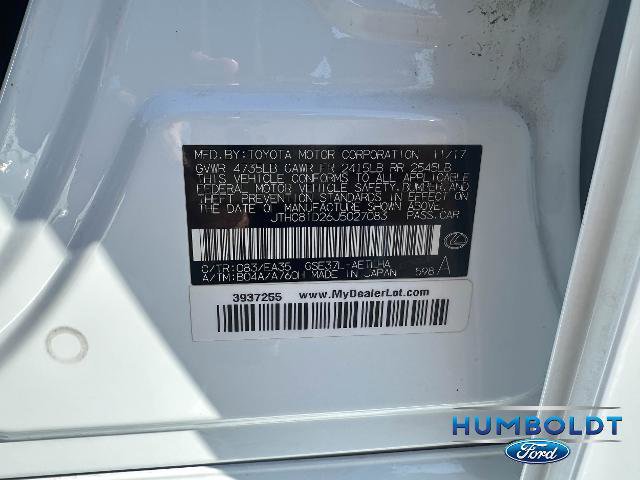 MFD. BY:TOYOTA MOTOR CORPORATION 11/17
GVWR 4735LB GAWR FR 2415LB RR 2545LB
THIS VEHICLE CONFORMS TO ALL APPLICABLE
FEDERAL MOTOR VEHICLE SAFETY, BUMPER, AND
THEFT PREVENTION STANDARDS IN EFFECT ON
THE DATE OF MANUFACTURE SHOWN ABOVE.
JTHC81D26J5027083 PASS.CAR
C/TR:083/EA35 GSE37L-AETLHA
A/TM:B04A/A760H MADE IN JAPAN 598 A
3937255 www.MyDealerLot.com
HUMBOLDT
Ford